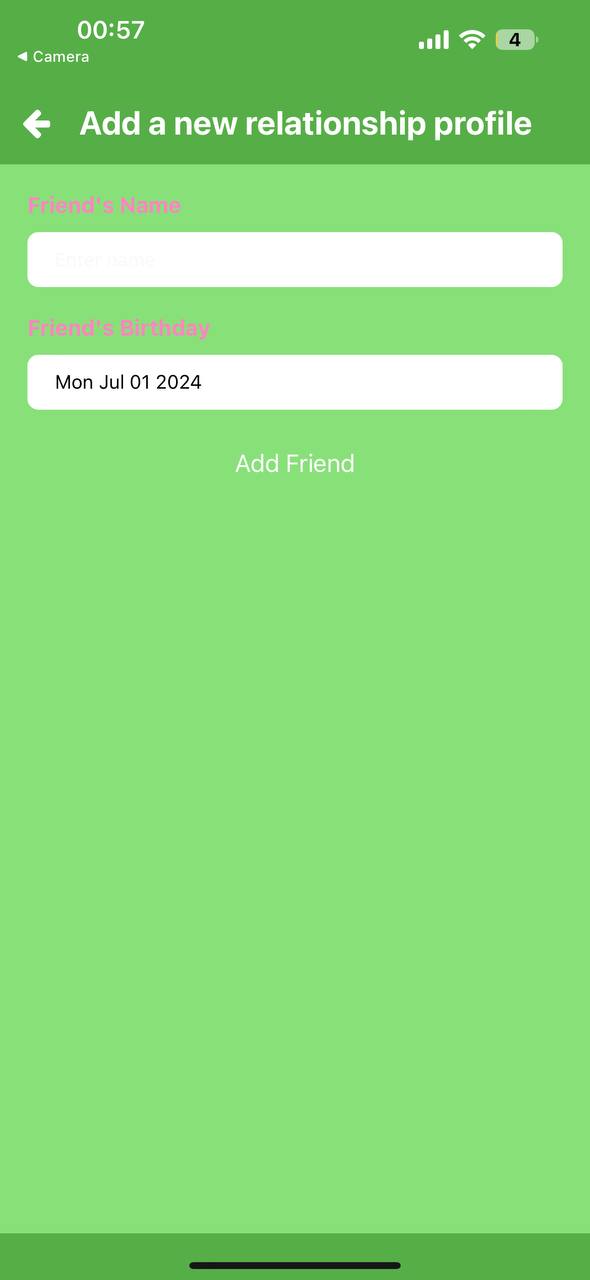 00:57
4
◀ Camera
Add a new relationship profile
Friend's Name
Enter name
Friend's Birthday
Mon Jul 01 2024
Add Friend